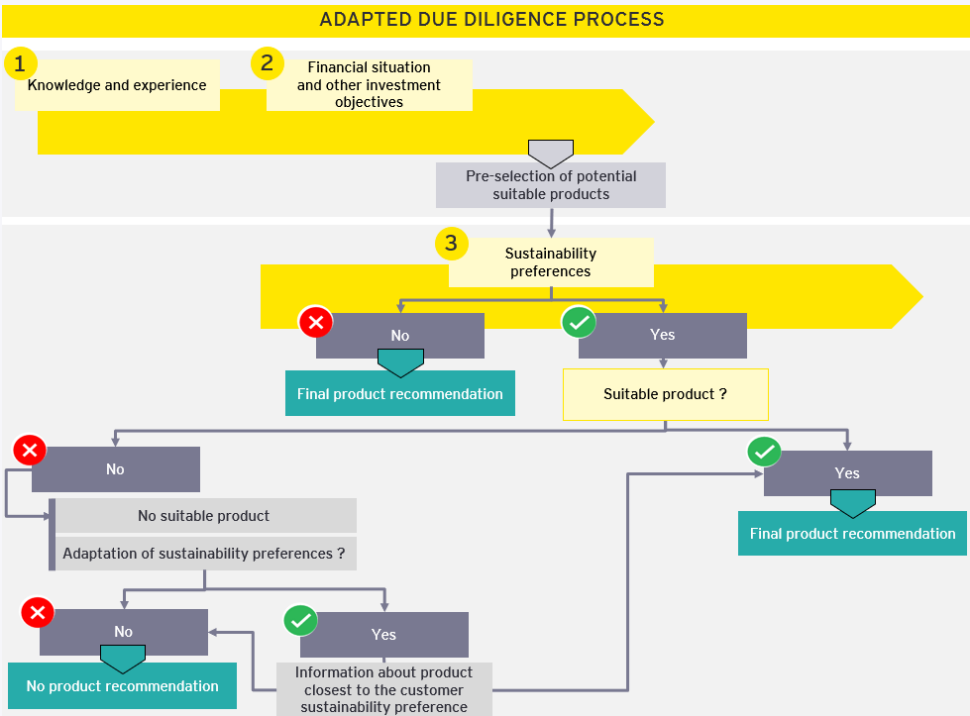 ADAPTED DUE DILIGENCE PROCESS
1
Knowledge and experience
2
Financial situation
and other investment
objectives
Pre-selection of potential
suitable products
3
Sustainability
preferences
No
Yes
Final product recommendation
Suitable product ?
No
Yes
No suitable product
Final product recommendation
Adaptation of sustainability preferences ?
No
Yes
No product recommendation
Information about product
closest to the customer
sustainability preference